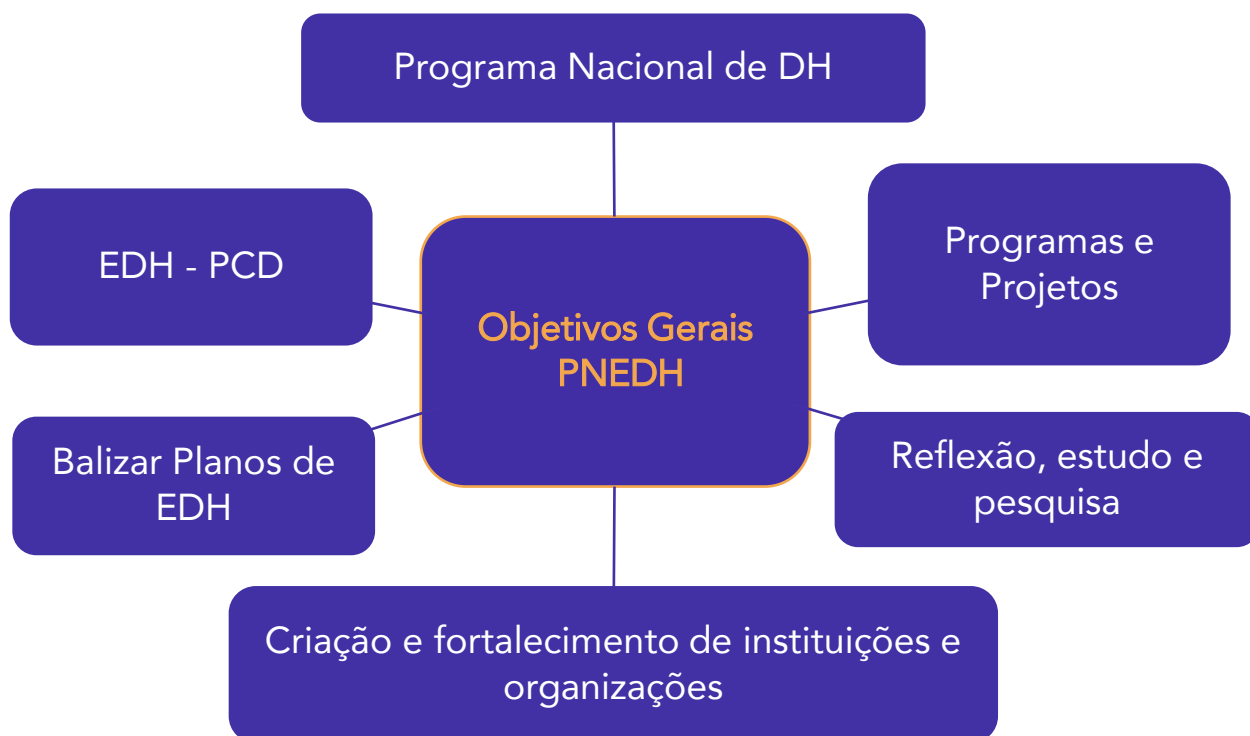 Programa Nacional de DH
EDH - PCD
Programas e
Projetos
Objetivos Gerais
PNEDH
Balizar Planos de
EDH
Reflexão, estudo e
pesquisa
Criação e fortalecimento de instituições e
organizações